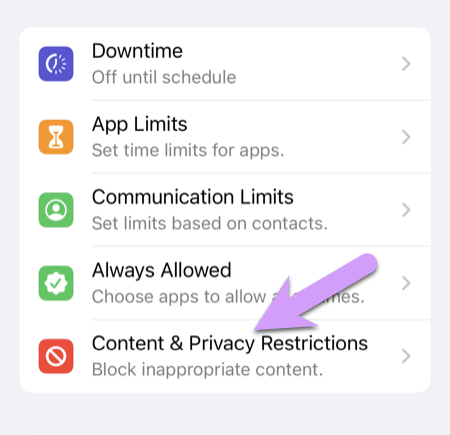 Downtime
Off until schedule
App Limits
Set time limits for apps.
Communication Limits
Set limits based on contacts.
Always Allowed
Choose apps to allow a mes.
Content & Privacy Restrictions
Block inappropriate content.